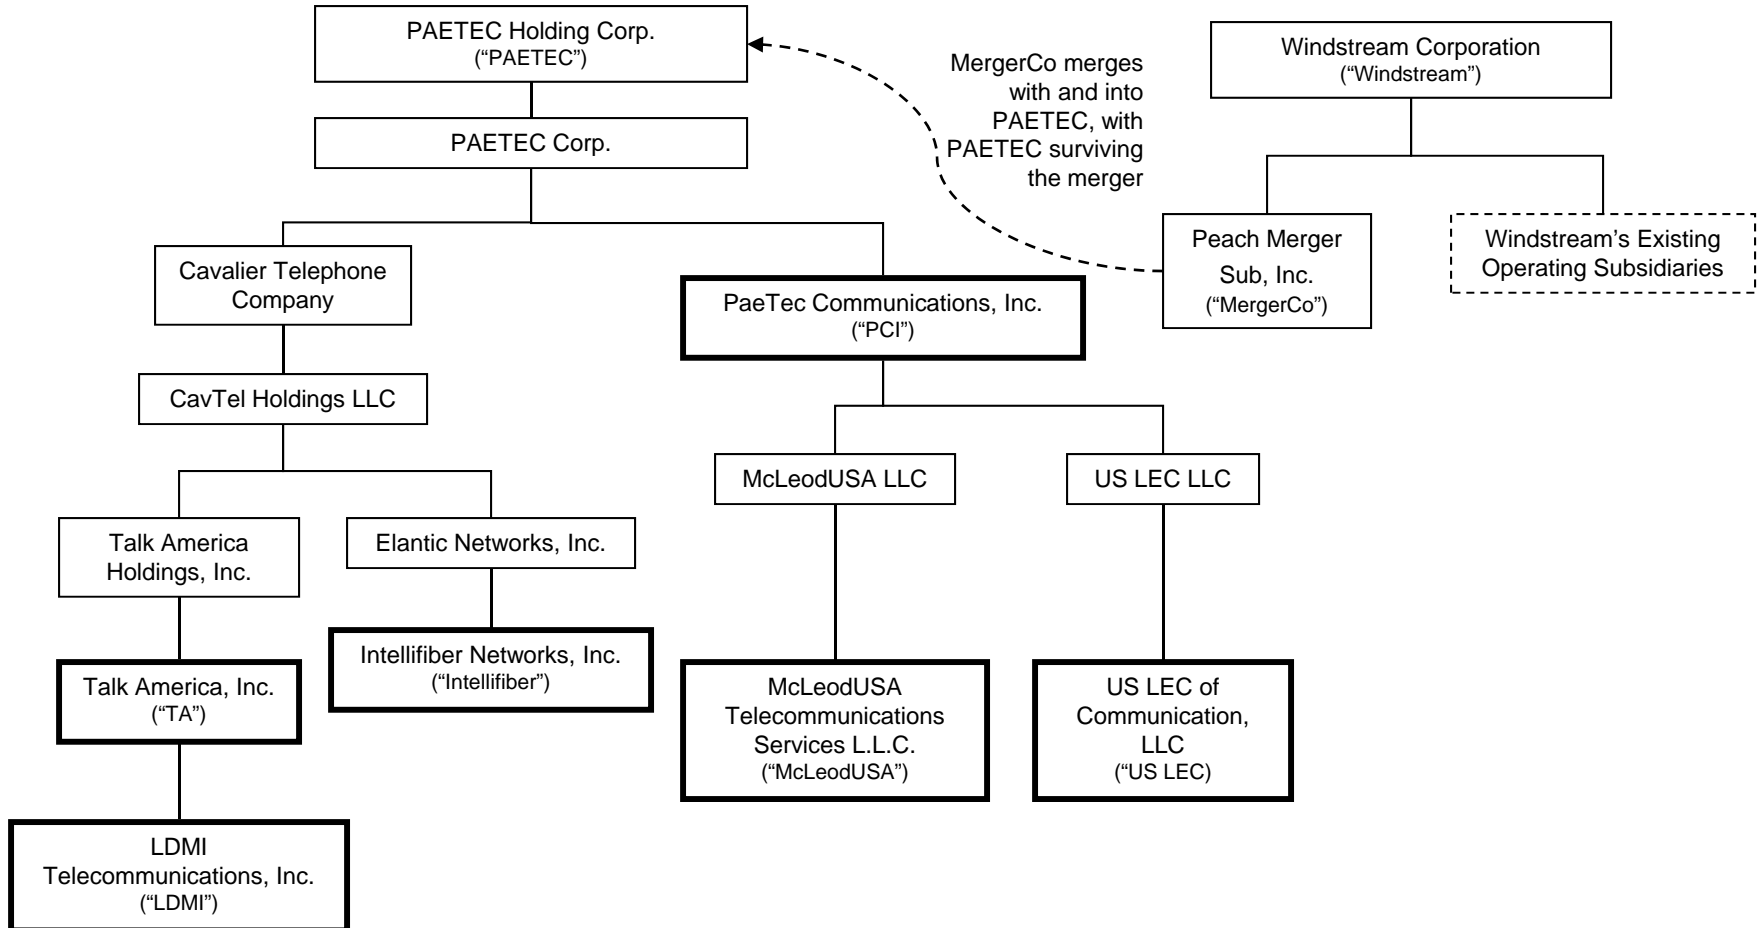 PAETEC Holding Corp.
(“PAETEC”)
Windstream Corporation
(“Windstream”)
MergerCo merges
with and into
PAETEC, with
PAETEC surviving
the merger
PAETEC Corp.
Peach Merger
Sub, Inc.
(“MergerCo”)
Windstream’s Existing
Operating Subsidiaries
Cavalier Telephone
Company
PaeTec Communications, Inc.
(“PCI”)
CavTel Holdings LLC
McLeodUSA LLC
US LEC LLC
Talk America
Holdings, Inc.
Elantic Networks, Inc.
Talk America, Inc.
(“TA”)
Intellifiber Networks, Inc.
(“Intellifiber”)
McLeodUSA
Telecommunications
Services L.L.C.
(“McLeodUSA”)
US LEC of
Communication,
LLC
(“US LEC)
LDMI
Telecommunications, Inc.
(“LDMI”)